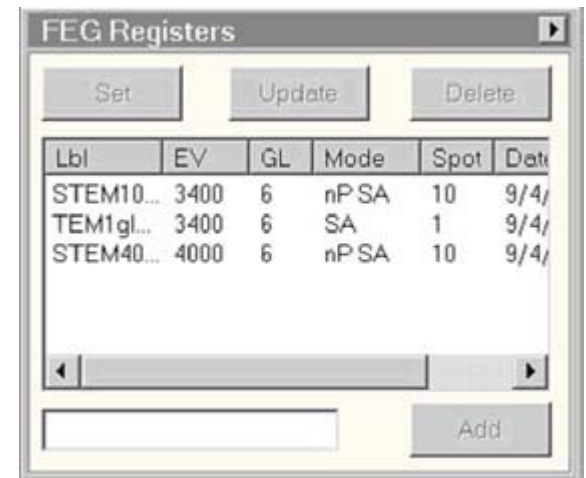 FEG Registers
Set Update Delete
Lbl EV GL Mode Spot Date
STEM10... 3400 6 nP SA 10 9/4/
TEM1gl... 3400 6 SA 1 9/4/
STEM40... 4000 6 nP SA 10 9/4/
Add